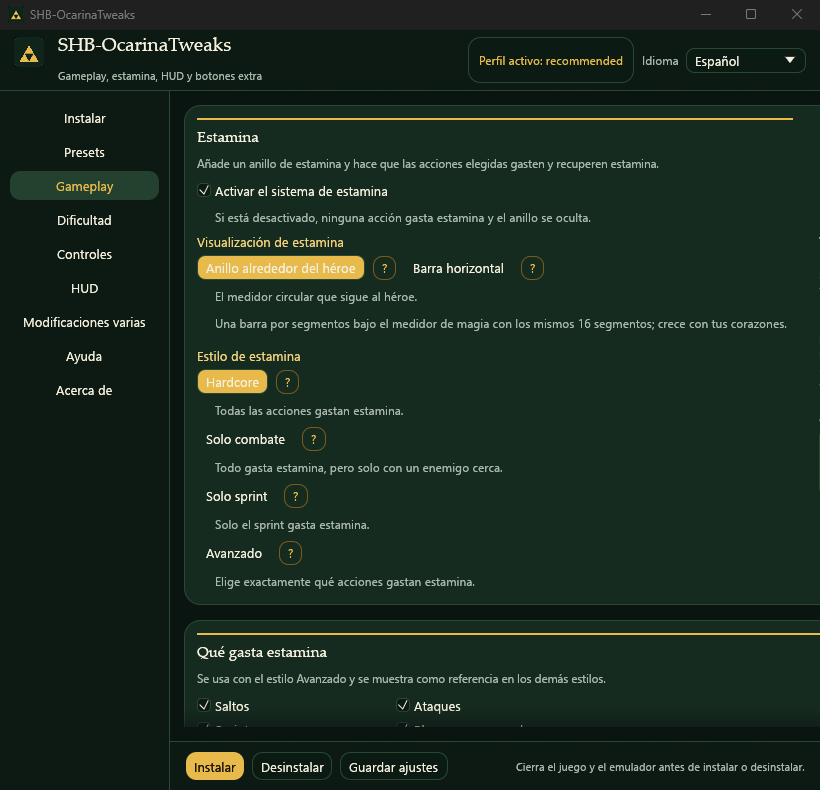 SHB-OcarinaTweaks
SHB-OcarinaTweaks
Gameplay, estamina, HUD y botones extra
Perfil activo: recommended
Idioma
Español
Instalar
Presets
Gameplay
Dificultad
Controles
HUD
Modificaciones varias
Ayuda
Acerca de
Estamina
Añade un anillo de estamina y hace que las acciones elegidas gasten y recuperen estamina.
Activar el sistema de estamina
Si está desactivado, ninguna acción gasta estamina y el anillo se oculta.
Visualización de estamina
Anillo alrededor del héroe ? Barra horizontal ?
El medidor circular que sigue al héroe.
Una barra por segmentos bajo el medidor de magia con los mismos 16 segmentos; crece con tus corazones.
Estilo de estamina
Hardcore ?
Todas las acciones gastan estamina.
Solo combate ?
Todo gasta estamina, pero solo con un enemigo cerca.
Solo sprint ?
Solo el sprint gasta estamina.
Avanzado ?
Elige exactamente qué acciones gastan estamina.
Qué gasta estamina
Se usa con el estilo Avanzado y se muestra como referencia en los demás estilos.
Saltos Ataques
Instalar Desinstalar Guardar ajustes Cierra el juego y el emulador antes de instalar o desinstalar.